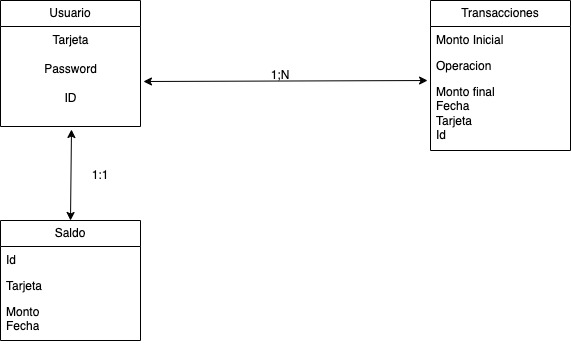 Usuario
Tarjeta
Password
ID
1;N
Transacciones
Monto Inicial
Operacion
Monto final
Fecha
Tarjeta
Id
1:1
Saldo
Id
Tarjeta
Monto
Fecha